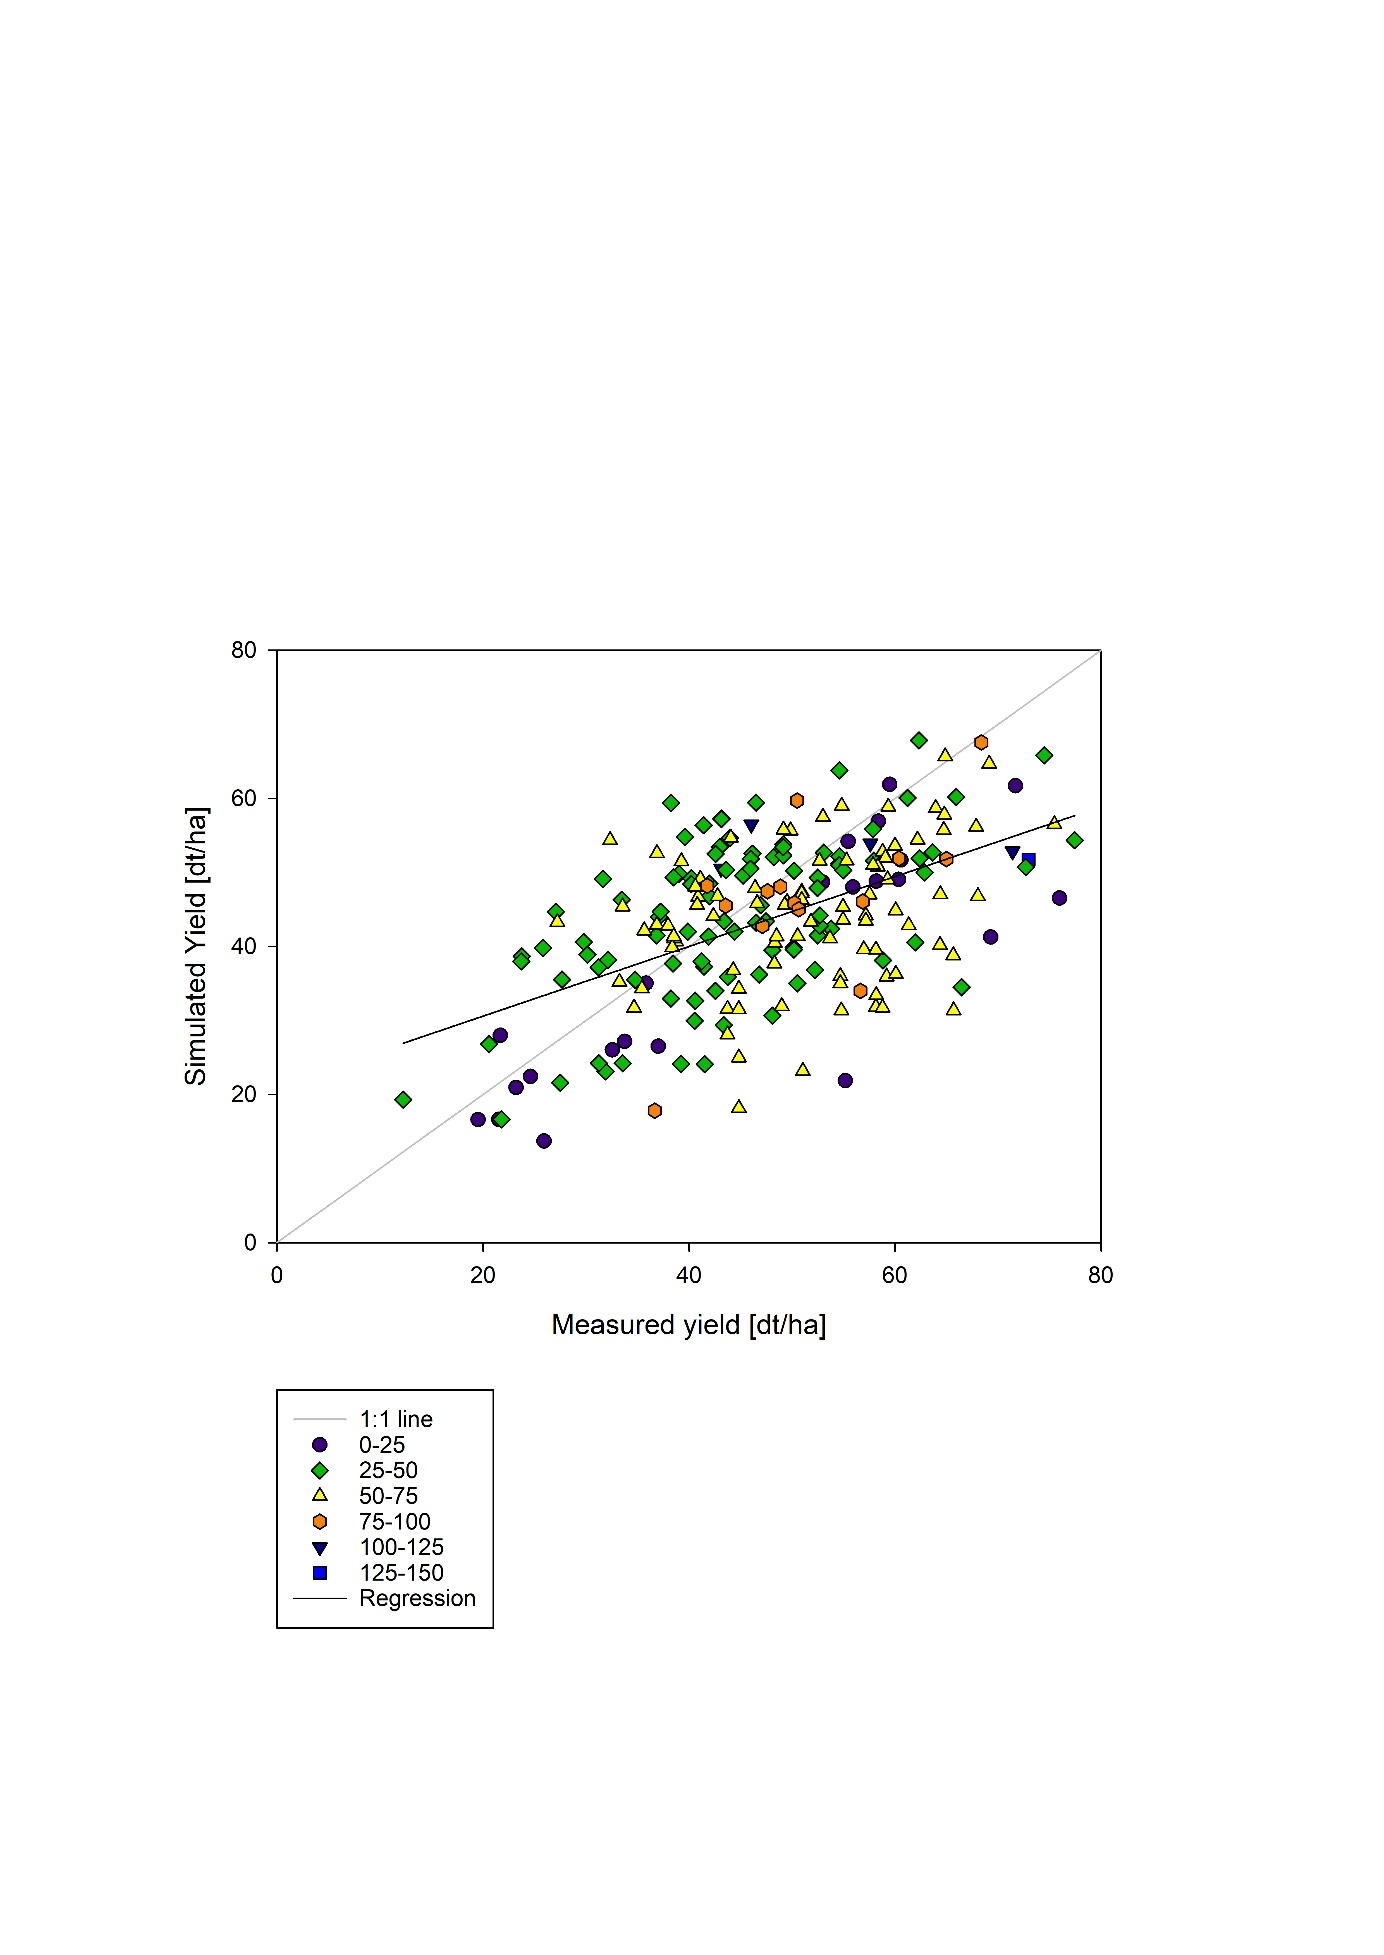 80
60
40
20
0
Simulated Yield [dt/ha]
0 20 40 60 80
Measured yield [dt/ha]
1:1 line
0-25
25-50
50-75
75-100
100-125
125-150
Regression